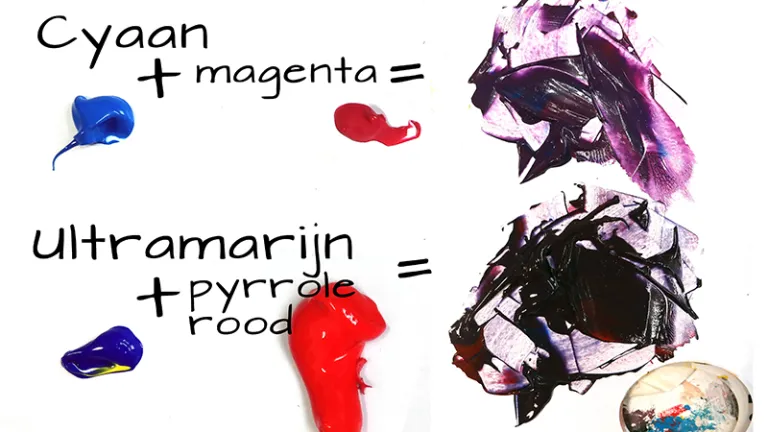 Cyaan
+ magenta =
Ultramarijn
+ pyrrole =
rood